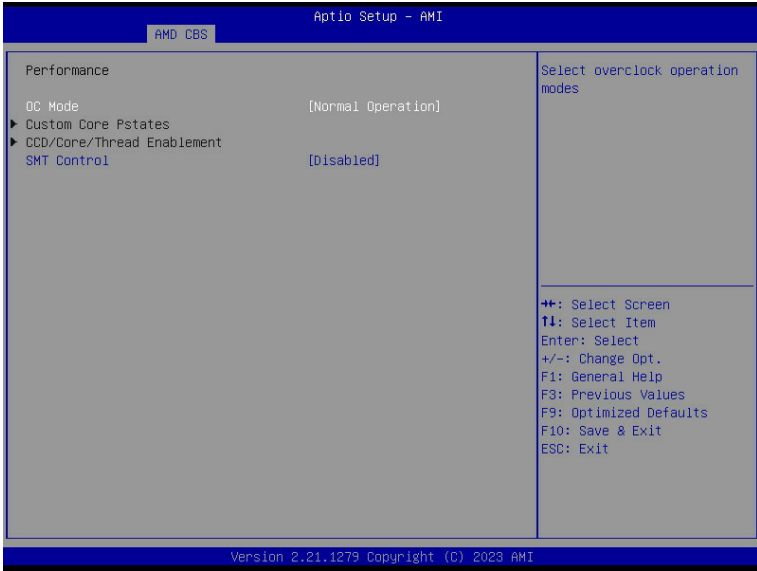 Aptio Setup – AMI
AMD CBS
Performance
OC Mode [Normal Operation]
Custom Core Pstates
CCD/Core/Thread Enablement
SMT Control [Disabled]
Select overclock operation
modes
→←: Select Screen
↑↓: Select Item
Enter: Select
+/-: Change Opt.
F1: General Help
F3: Previous Values
F9: Optimized Defaults
F10: Save & Exit
ESC: Exit
Version 2.21.1279 Copyright (C) 2023 AMI